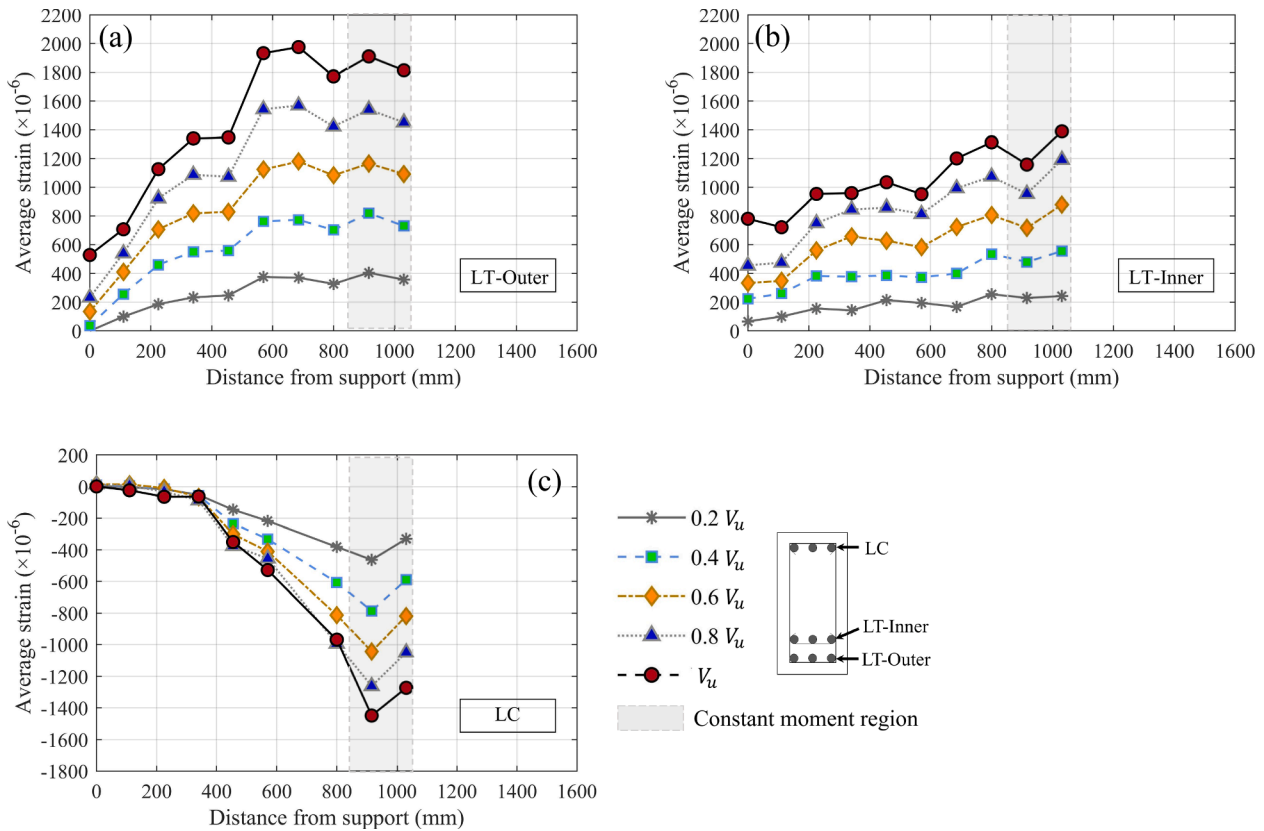 (a)
2200
2000
1800
1600
1400
1200
1000
800
600
400
200
0
Average strain (×10⁻⁶)
0 200 400 600 800 1000 1200 1400 1600
Distance from support (mm)
LT-Outer
(b)
2200
2000
1800
1600
1400
1200
1000
800
600
400
200
0
Average strain (×10⁻⁶)
0 200 400 600 800 1000 1200 1400 1600
Distance from support (mm)
LT-Inner
(c)
200
0
-200
-400
-600
-800
-1000
-1200
-1400
-1600
-1800
Average strain (×10⁻⁶)
0 200 400 600 800 1000 1200 1400 1600
Distance from support (mm)
LC
0.2 Vu
0.4 Vu
0.6 Vu
0.8 Vu
Vu
Constant moment region
LC
LT-Inner
LT-Outer